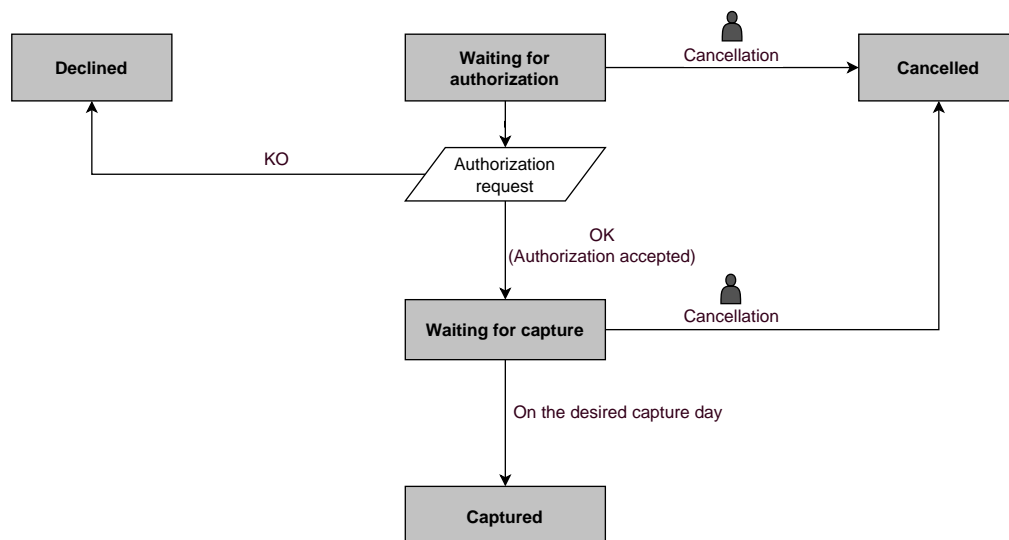 Declined
Waiting for
authorization
Cancellation
Cancelled
KO
Authorization
request
OK
(Authorization accepted)
Waiting for capture
Cancellation
On the desired capture day
Captured